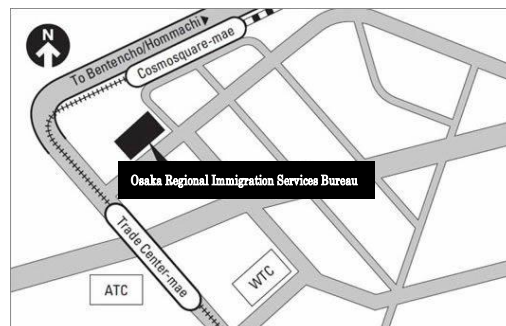 N
To Bentencho/Hommachi
Cosmosquare-mae
Osaka Regional Immigration Services Bureau
Trade Center-mae
WTC
ATC